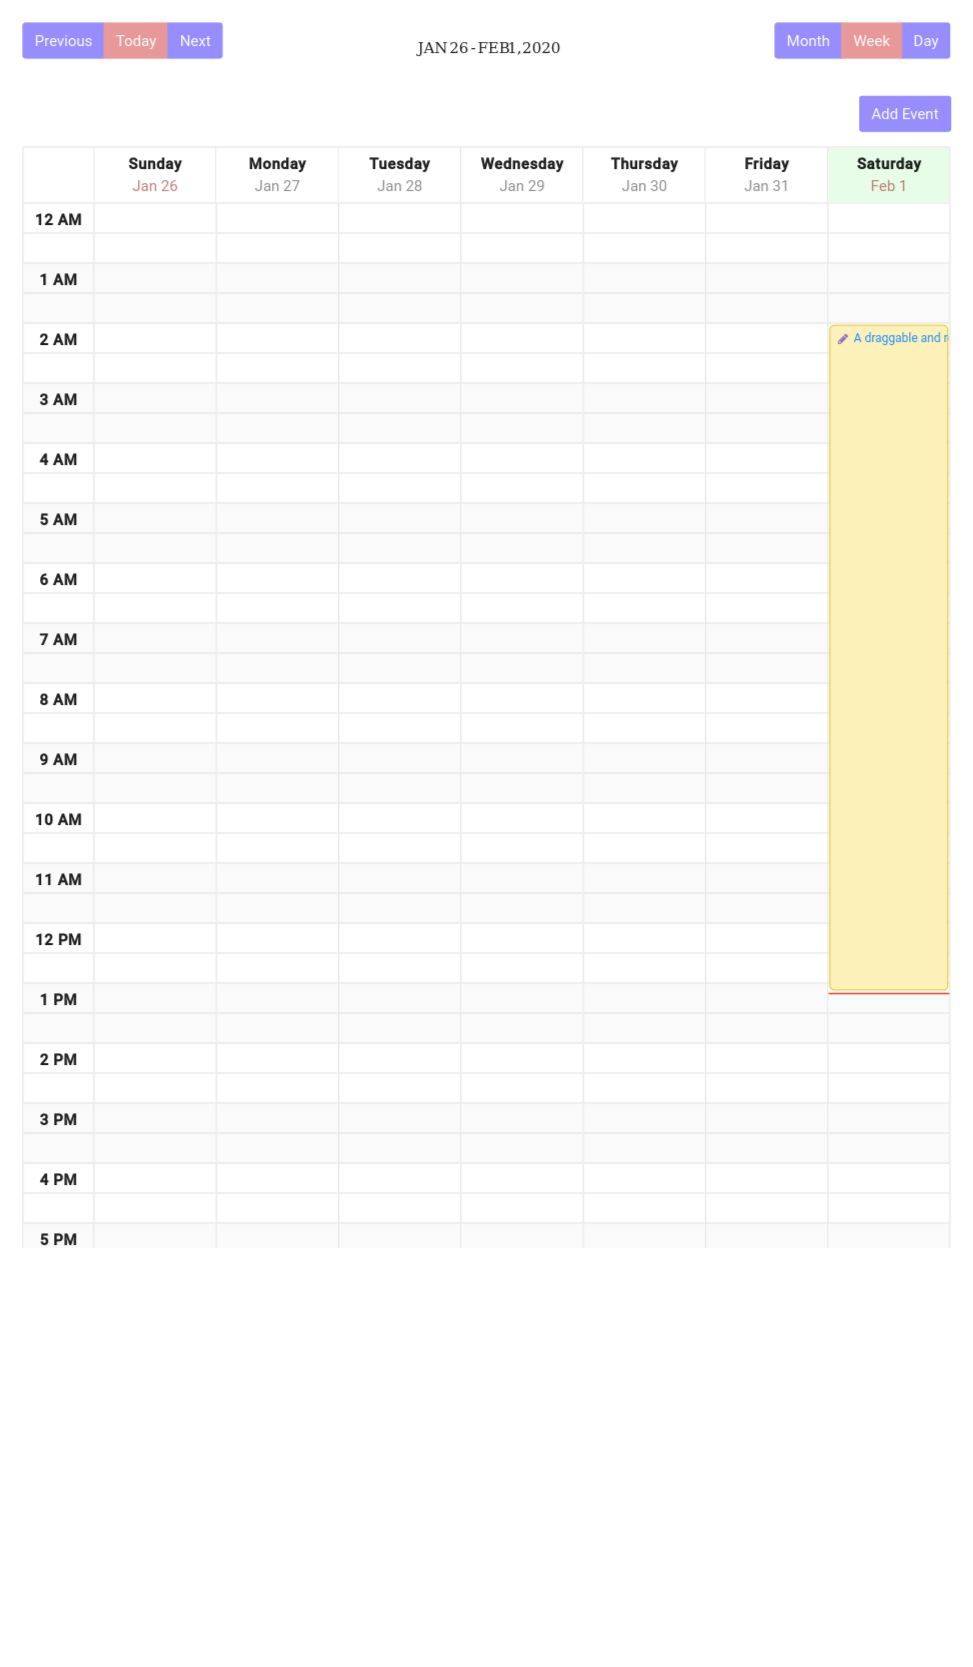 Previous Today Next
JAN 26 - FEB 1, 2020
Month Week Day
Add Event
Sunday Monday Tuesday Wednesday Thursday Friday Saturday
Jan 26 Jan 27 Jan 28 Jan 29 Jan 30 Jan 31 Feb 1
12 AM
1 AM
2 AM
A draggable and r
3 AM
4 AM
5 AM
6 AM
7 AM
8 AM
9 AM
10 AM
11 AM
12 PM
1 PM
2 PM
3 PM
4 PM
5 PM